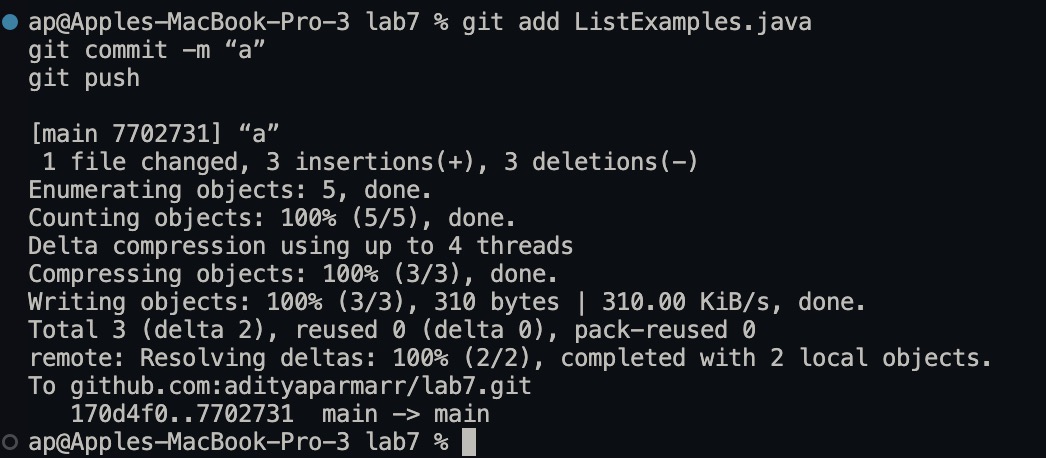 ap@Apples-MacBook-Pro-3 lab7 % git add ListExamples.java
git commit -m “a”
git push
[main 7702731] “a”
 1 file changed, 3 insertions(+), 3 deletions(-)
Enumerating objects: 5, done.
Counting objects: 100% (5/5), done.
Delta compression using up to 4 threads
Compressing objects: 100% (3/3), done.
Writing objects: 100% (3/3), 310 bytes | 310.00 KiB/s, done.
Total 3 (delta 2), reused 0 (delta 0), pack-reused 0
remote: Resolving deltas: 100% (2/2), completed with 2 local objects.
To github.com:adityaparmarr/lab7.git
   170d4f0..7702731  main -> main
ap@Apples-MacBook-Pro-3 lab7 %